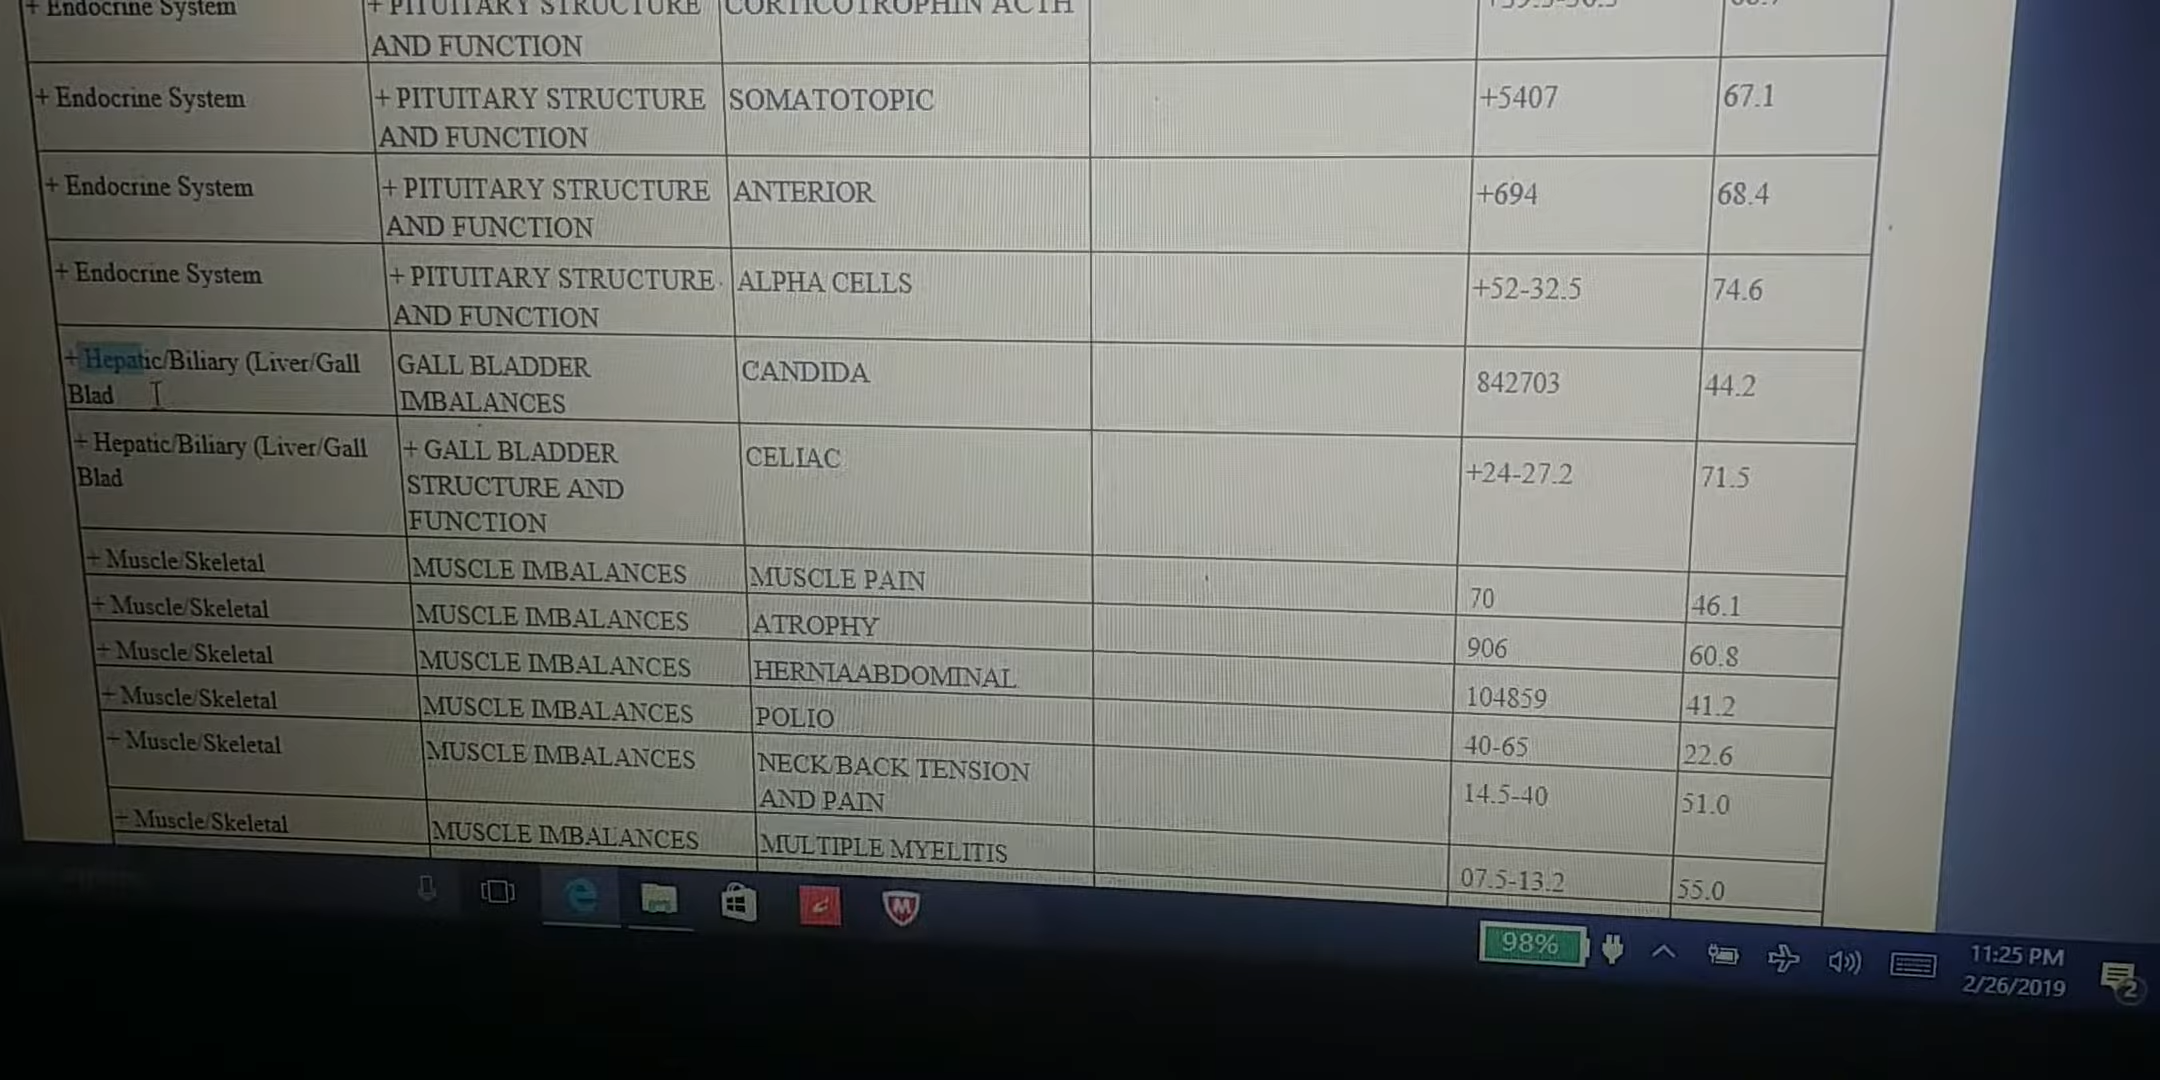 + Endocrine System
+ PITUITARY STRUCTURE
AND FUNCTION
CORTICOTROPHIN ACTH
+ Endocrine System
+ PITUITARY STRUCTURE
AND FUNCTION
SOMATOTOPIC
+5407
67.1
+ Endocrine System
+ PITUITARY STRUCTURE
AND FUNCTION
ANTERIOR
+694
68.4
+ Endocrine System
+ PITUITARY STRUCTURE
AND FUNCTION
ALPHA CELLS
+52-32.5
74.6
+ Hepatic/Biliary (Liver/Gall
Blad
GALL BLADDER
IMBALANCES
CANDIDA
842703
44.2
+ Hepatic/Biliary (Liver/Gall
Blad
+ GALL BLADDER
STRUCTURE AND
FUNCTION
CELIAC
+24-27.2
71.5
+ Muscle/Skeletal
MUSCLE IMBALANCES
MUSCLE PAIN
70
46.1
+ Muscle/Skeletal
MUSCLE IMBALANCES
ATROPHY
906
60.8
+ Muscle/Skeletal
MUSCLE IMBALANCES
HERNIAABDOMINAL
104859
41.2
+ Muscle/Skeletal
MUSCLE IMBALANCES
POLIO
40-65
22.6
+ Muscle/Skeletal
MUSCLE IMBALANCES
NECK/BACK TENSION
AND PAIN
14.5-40
51.0
+ Muscle/Skeletal
MUSCLE IMBALANCES
MULTIPLE MYELITIS
07.5-13.2
55.0
98%
11:25 PM
2/26/2019
2